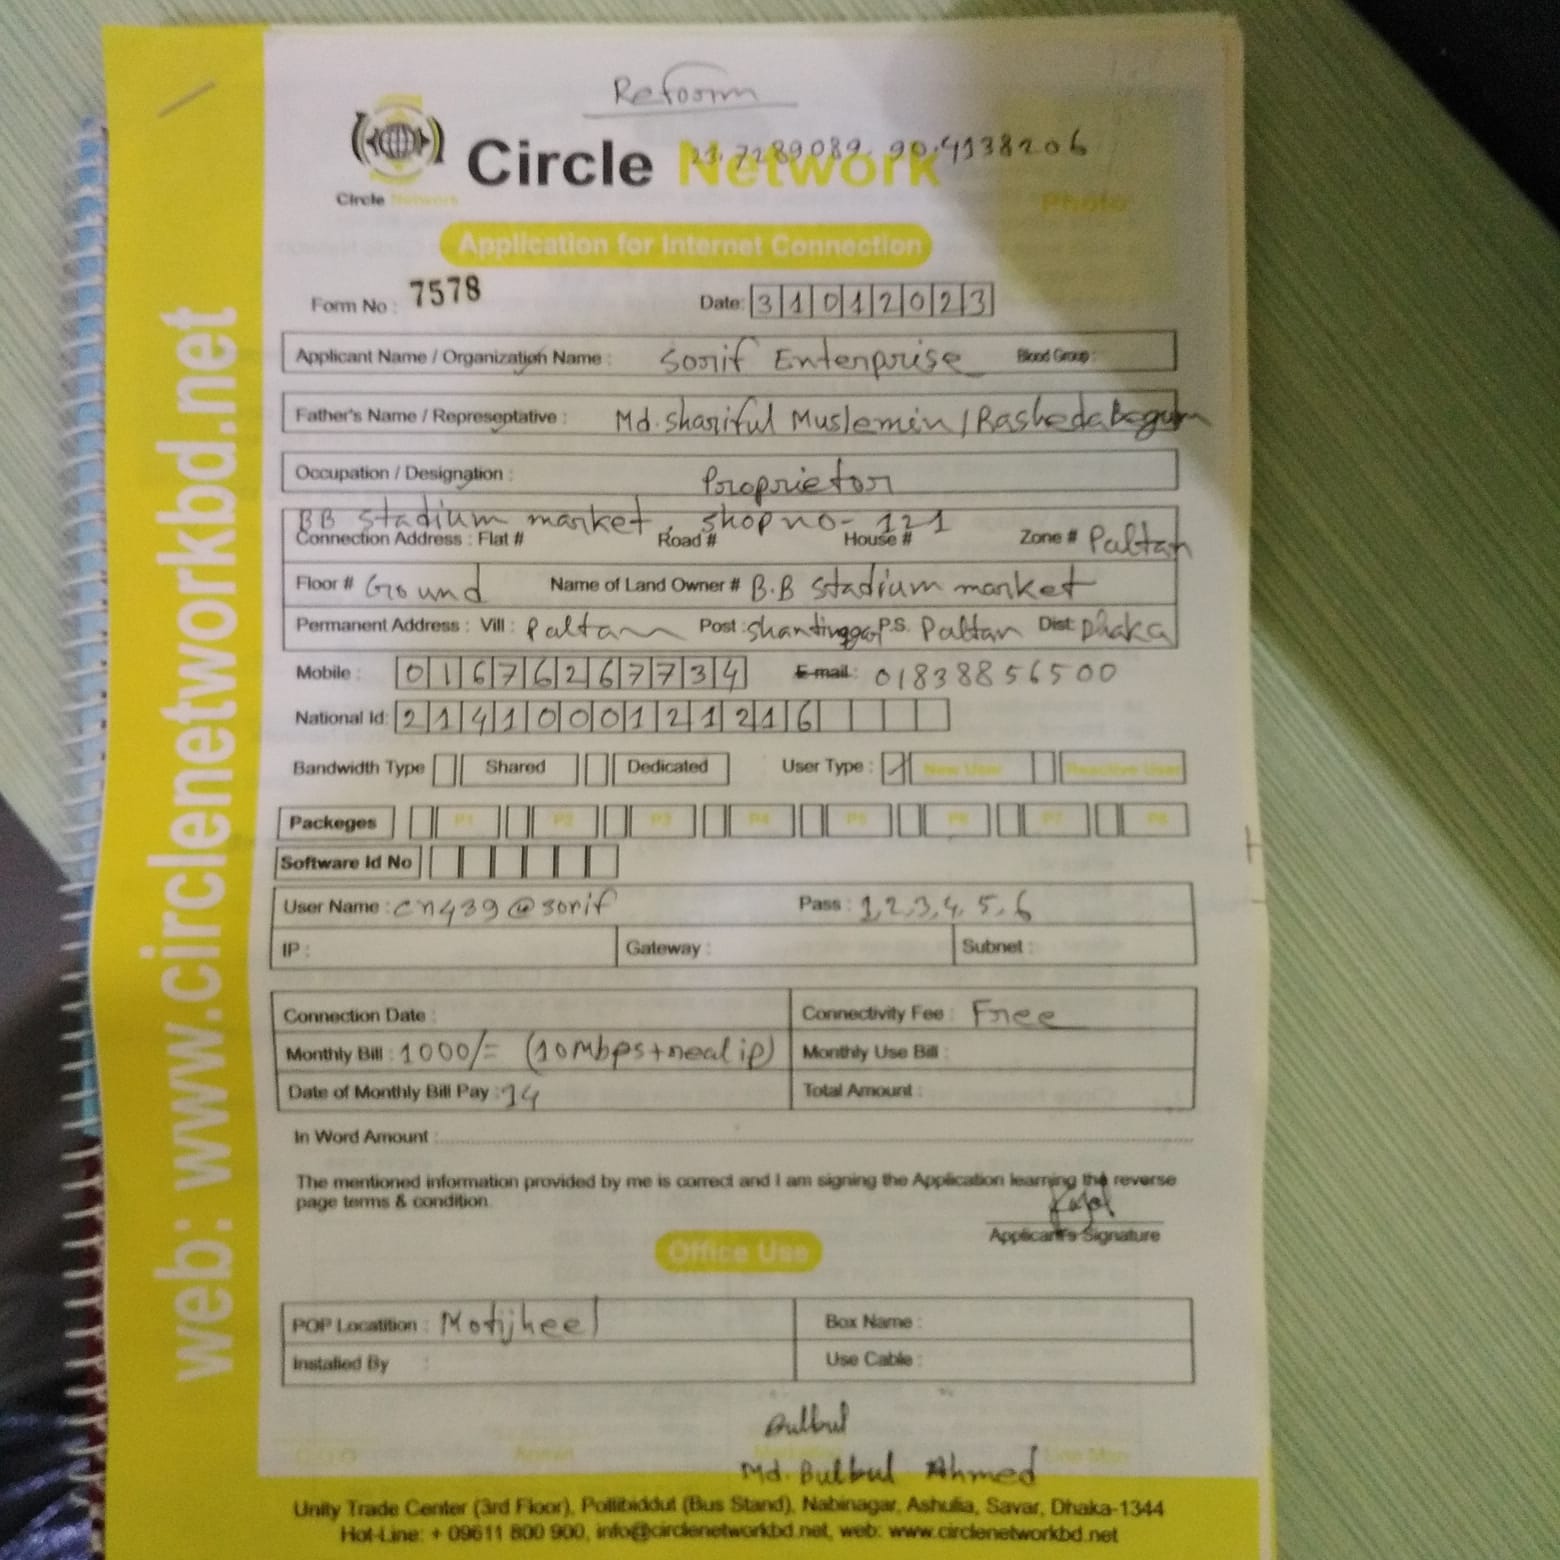 Reform
Circle Network
23.7289089, 90.4138206
Circle Network
Photo
Application for Internet Connection
Form No : 7578 Date: 31012023
Applicant Name / Organization Name : Sorif Enterprise Blood Group :
Father's Name / Represeptative : Md. Shariful Muslemin / Rasheda Begum
Occupation / Designation : Proprietor
BB Stadium market, shop no- 121
Connection Address : Flat # Road # House # Zone # Paltan
Floor # Ground Name of Land Owner # B.B Stadium market
Permanent Address : Vill : Paltan Post : P.S. Paltan Dist: Dhaka
Mobile : 01676267734 E-mail : 01838856500
National Id: 2141000121216
Bandwidth Type Shared Dedicated User Type : New User Reactive User
Packeges P1 P2 P3 P4 P5 P6 P7 P8
Software Id No
User Name : cn439@sorif Pass : 1,2,3,4,5,6
IP : Gateway : Subnet :
Connection Date : Connectivity Fee : Free
Monthly Bill : 1000/= (10Mbps+real ip) Monthly Use Bill :
Date of Monthly Bill Pay : 14 Total Amount :
In Word Amount :
The mentioned information provided by me is correct and I am signing the Application learning the reverse
page terms & condition.
Applicant's Signature
Office Use
POP Locatition : Motijheel Box Name :
Installed By : Use Cable :
Bulbul
Md. Bulbul Ahmed
Unity Trade Center (3rd Floor), Pollibiddut (Bus Stand), Nabinagar, Ashulia, Savar, Dhaka-1344
Hot-Line: + 09611 800 900, info@circlenetworkbd.net, web: www.circlenetworkbd.net
web: www.circlenetworkbd.net